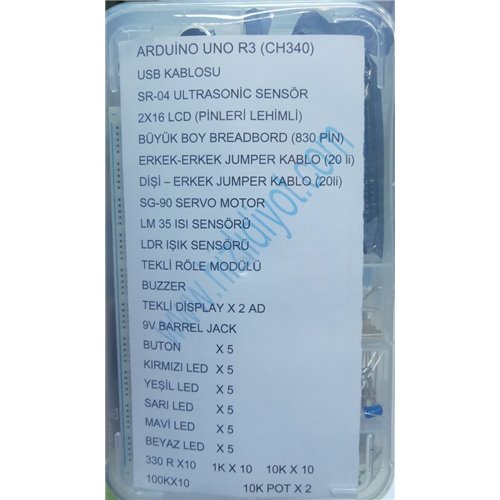 ARDUİNO UNO R3 (CH340)
USB KABLOSU
SR-04 ULTRASONİC SENSÖR
2X16 LCD (PİNLERİ LEHİMLİ)
BÜYÜK BOY BREADBORD (830 PİN)
ERKEK-ERKEK JUMPER KABLO (20 li)
DİŞİ – ERKEK JUMPER KABLO (20li)
SG-90 SERVO MOTOR
LM 35 ISI SENSÖRÜ
LDR IŞIK SENSÖRÜ
TEKLİ RÖLE MODÜLÜ
BUZZER
TEKLİ DİSPLAY X 2 AD
9V BARREL JACK
BUTON X 5
KIRMIZI LED X 5
YEŞİL LED X 5
SARI LED X 5
MAVİ LED X 5
BEYAZ LED X 5
330 R X10 1K X 10 10K X 10
100KX10 10K POT X 2